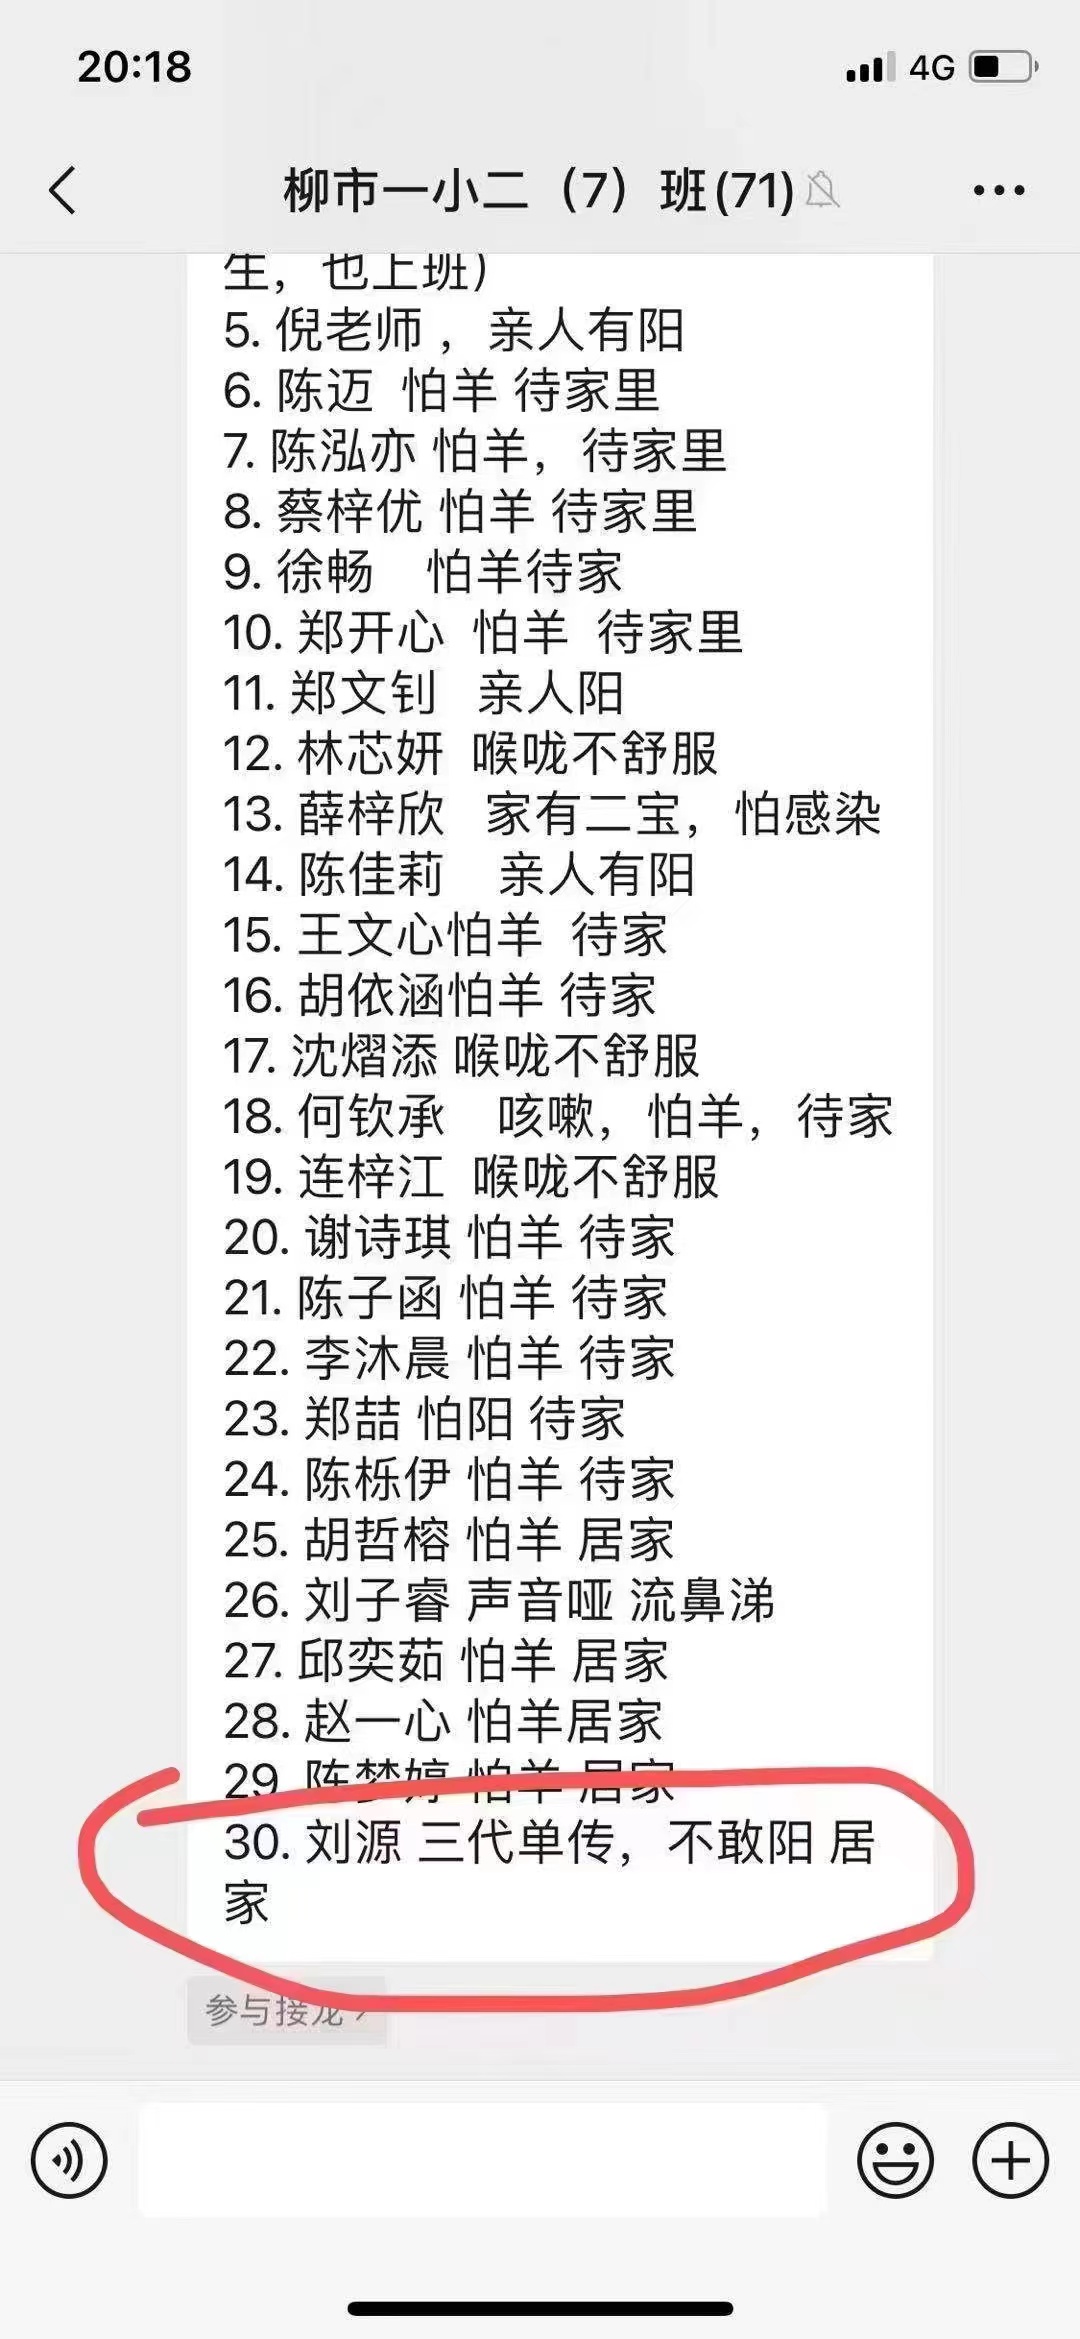 20:18
4G
柳市一小二（7）班(71)
生，也上班）
5. 倪老师 ，亲人有阳
6. 陈迈 怕羊 待家里
7. 陈泓亦 怕羊，待家里
8. 蔡梓优 怕羊 待家里
9. 徐畅 怕羊待家
10. 郑开心 怕羊 待家里
11. 郑文钊 亲人阳
12. 林芯妍 喉咙不舒服
13. 薛梓欣 家有二宝，怕感染
14. 陈佳莉 亲人有阳
15. 王文心怕羊 待家
16. 胡依涵怕羊 待家
17. 沈熠添 喉咙不舒服
18. 何钦承 咳嗽，怕羊，待家
19. 连梓江 喉咙不舒服
20. 谢诗琪 怕羊 待家
21. 陈子函 怕羊 待家
22. 李沐晨 怕羊 待家
23. 郑喆 怕阳 待家
24. 陈栎伊 怕羊 待家
25. 胡哲榕 怕羊 居家
26. 刘子睿 声音哑 流鼻涕
27. 邱奕茹 怕羊 居家
28. 赵一心 怕羊居家
29. 陈梦婷 怕羊 居家
30. 刘源 三代单传，不敢阳 居
家
参与接龙